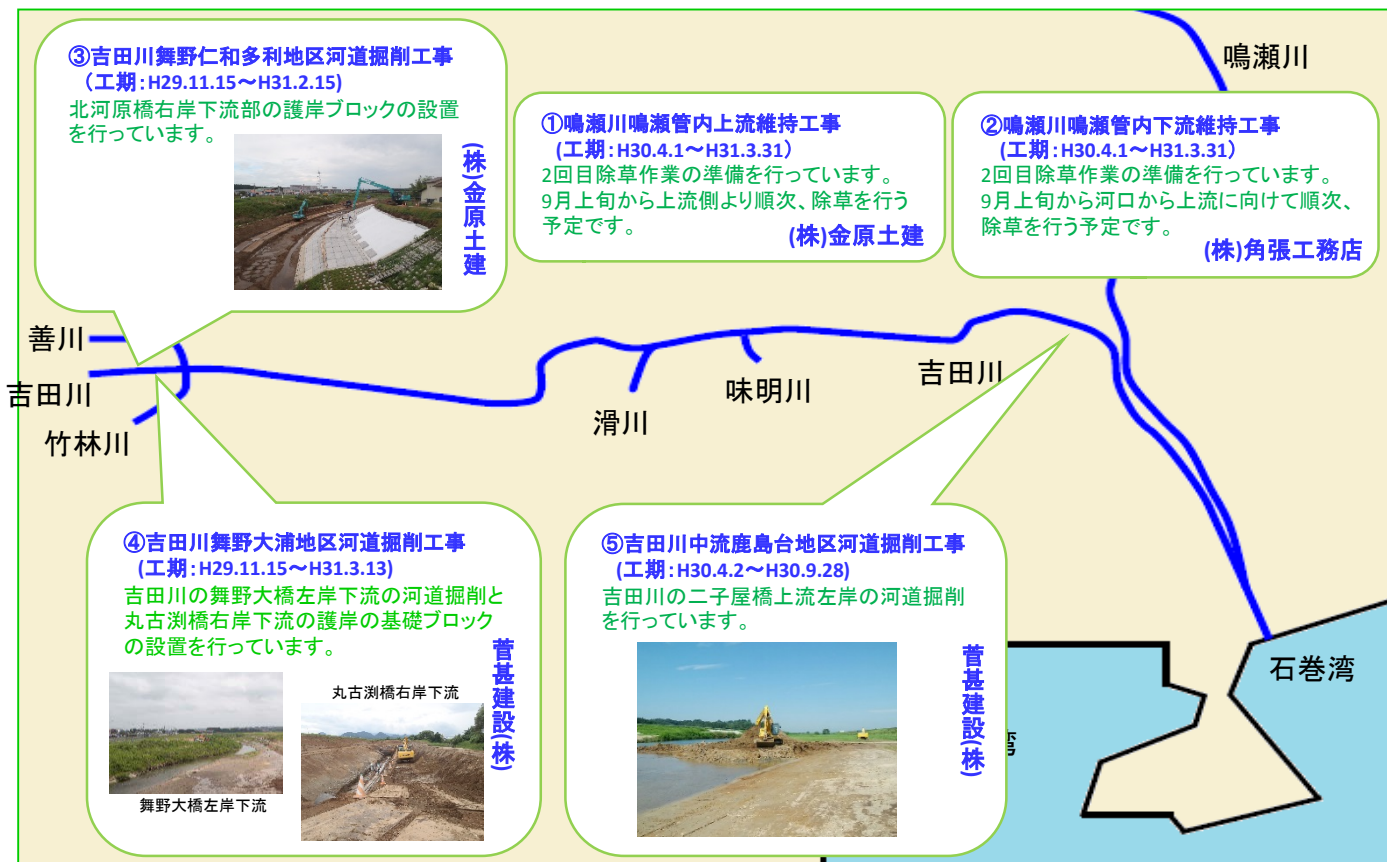 ③吉田川舞野仁和多利地区河道掘削工事
(工期:H29.11.15～H31.2.15)
北河原橋右岸下流部の護岸ブロックの設置
を行っています。
(株)金原土建
①鳴瀬川鳴瀬管内上流維持工事
(工期:H30.4.1～H31.3.31)
2回目除草作業の準備を行っています。
9月上旬から上流側より順次、除草を行う
予定です。
(株)金原土建
②鳴瀬川鳴瀬管内下流維持工事
(工期:H30.4.1～H31.3.31)
2回目除草作業の準備を行っています。
9月上旬から河口から上流に向けて順次、
除草を行う予定です。
(株)角張工務店
鳴瀬川
善川
吉田川
竹林川
滑川
味明川
吉田川
④吉田川舞野大浦地区河道掘削工事
(工期:H29.11.15～H31.3.13)
吉田川の舞野大橋左岸下流の河道掘削と
丸古渕橋右岸下流の護岸の基礎ブロック
の設置を行っています。
菅甚建設(株)
丸古渕橋右岸下流
舞野大橋左岸下流
⑤吉田川中流鹿島台地区河道掘削工事
(工期:H30.4.2～H30.9.28)
吉田川の二子屋橋上流左岸の河道掘削
を行っています。
菅甚建設(株)
石巻湾